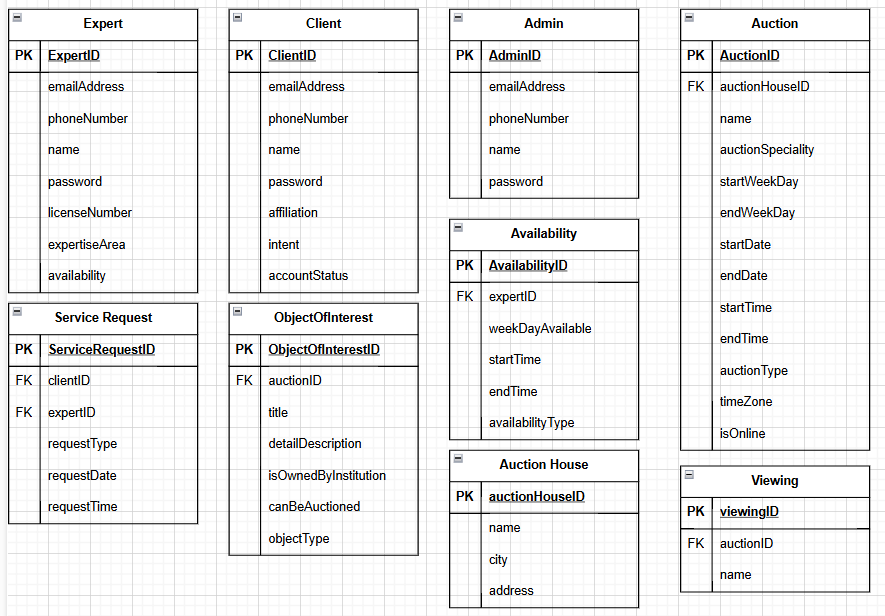 Expert
PK ExpertID
emailAddress
phoneNumber
name
password
licenseNumber
expertiseArea
availability
Client
PK ClientID
emailAddress
phoneNumber
name
password
affiliation
intent
accountStatus
Admin
PK AdminID
emailAddress
phoneNumber
name
password
Auction
PK AuctionID
FK auctionHouseID
name
auctionSpeciality
startWeekDay
endWeekDay
startDate
endDate
startTime
endTime
auctionType
timeZone
isOnline
Service Request
PK ServiceRequestID
FK clientID
FK expertID
requestType
requestDate
requestTime
ObjectOfInterest
PK ObjectOfInterestID
FK auctionID
title
detailDescription
isOwnedByInstitution
canBeAuctioned
objectType
Availability
PK AvailabilityID
FK expertID
weekDayAvailable
startTime
endTime
availabilityType
Auction House
PK auctionHouseID
name
city
address
Viewing
PK viewingID
FK auctionID
name